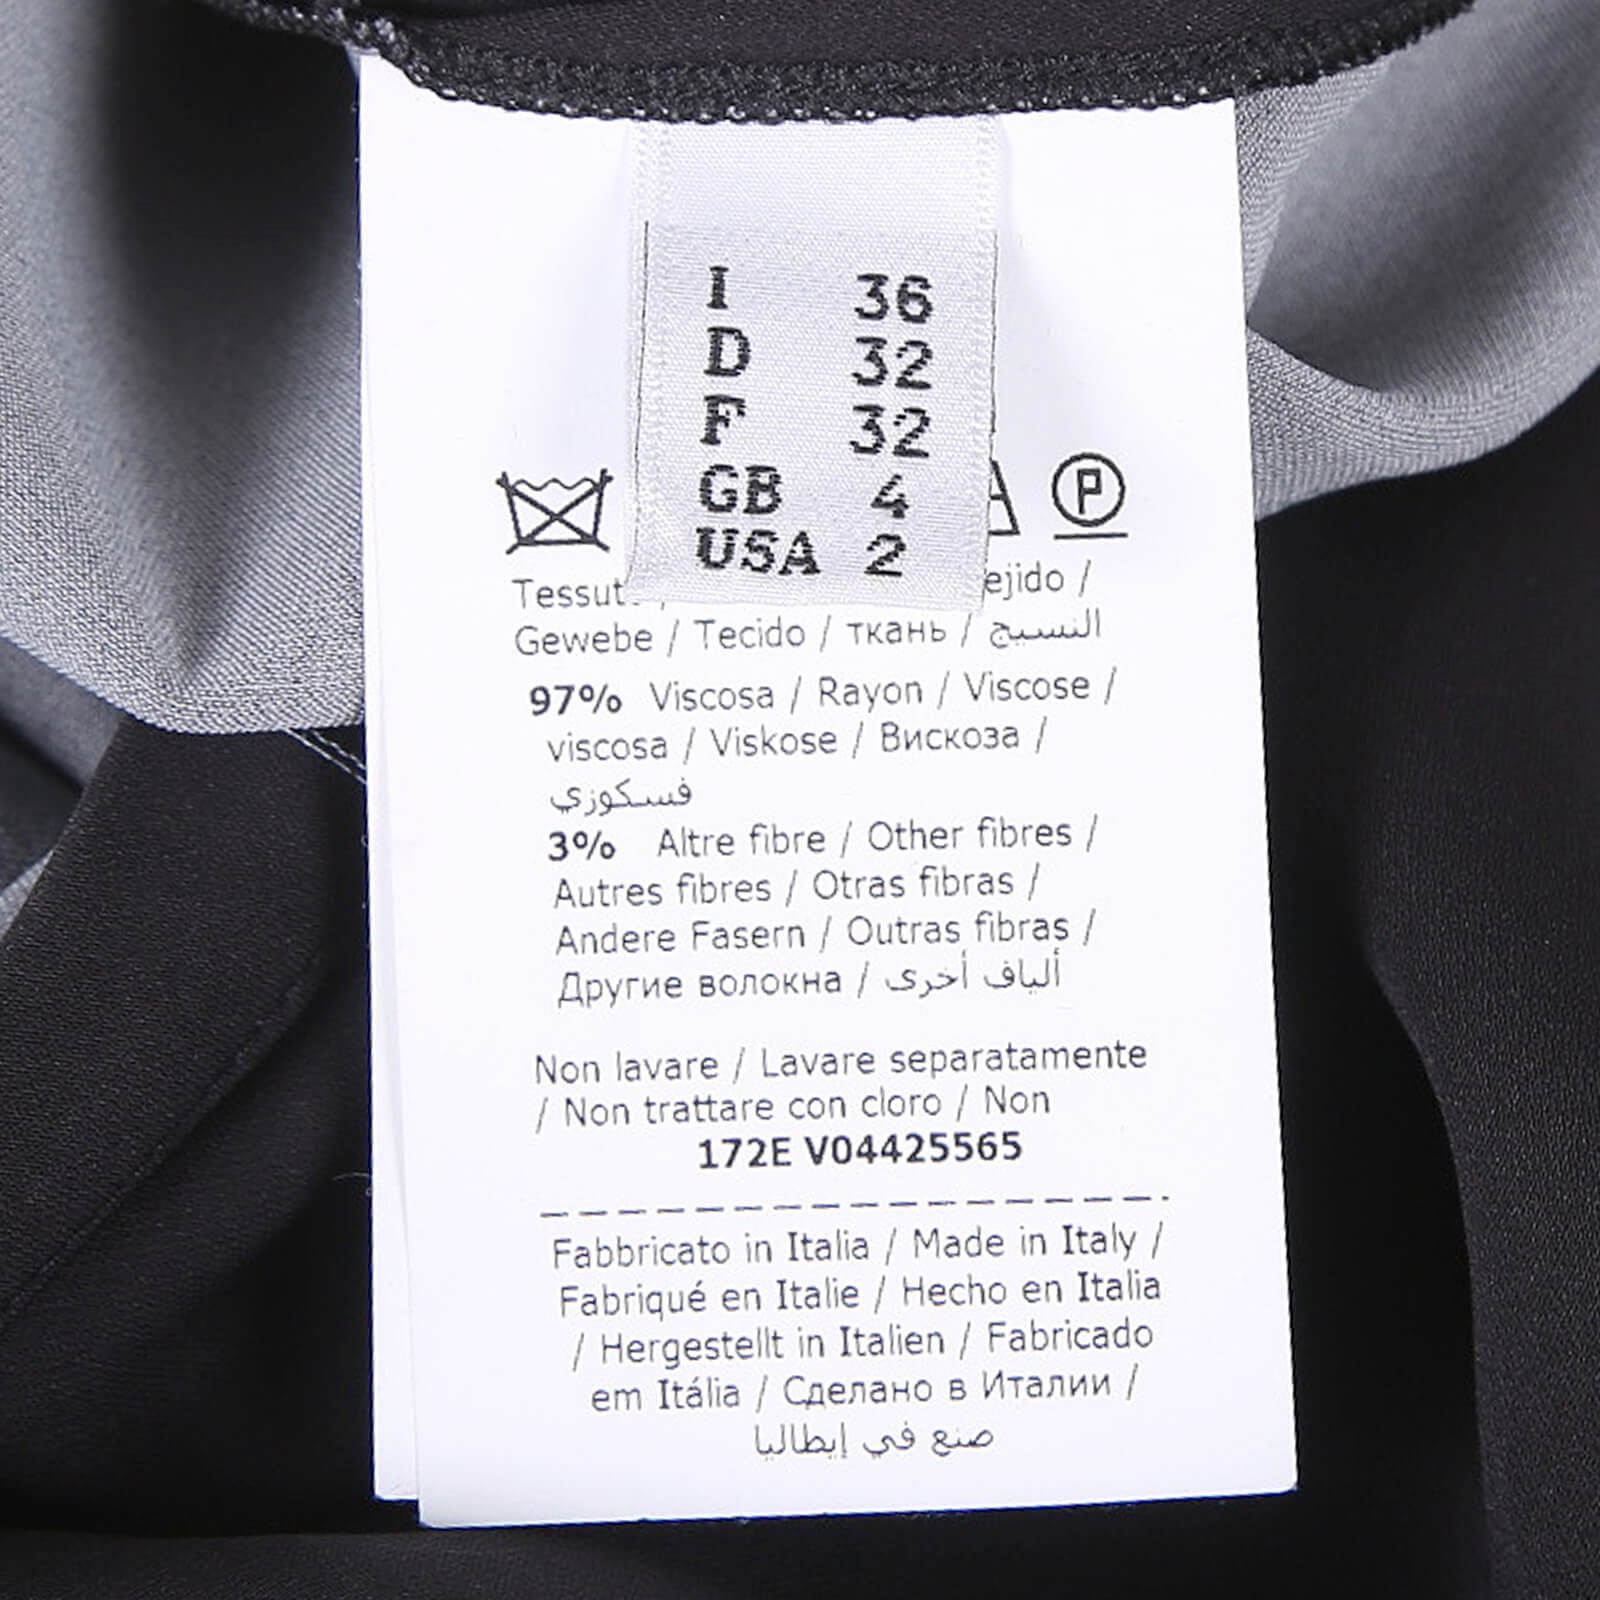 I 36
D 32
F 32
GB 4
USA 2
P
Gewebe / Tecido / ткань / النسيج
97% Viscosa / Rayon / Viscose /
viscosa / Viskose / Вискоза /
فسكوزي
3% Altre fibre / Other fibres /
Autres fibres / Otras fibras /
Andere Fasern / Outras fibras /
Другие волокна / ألياف أخرى
Non lavare / Lavare separatamente
/ Non trattare con cloro / Non
172E V04425565
Fabbricato in Italia / Made in Italy /
Fabriqué en Italie / Hecho en Italia
/ Hergestellt in Italien / Fabricado
em Itália / Сделано в Италии /
صنع في إيطاليا